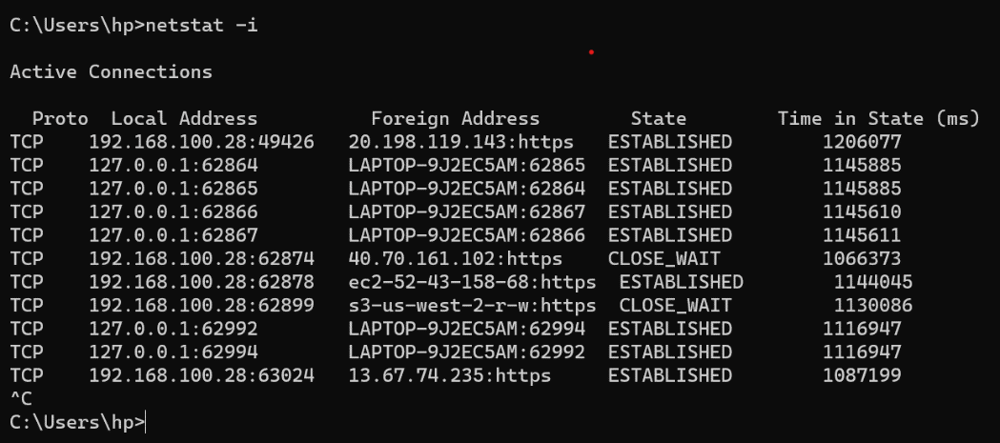 C:\Users\hp>netstat -i
Active Connections
Proto  Local Address          Foreign Address        State        Time in State (ms)
TCP    192.168.100.28:49426   20.198.119.143:https   ESTABLISHED        1206077
TCP    127.0.0.1:62864        LAPTOP-9J2EC5AM:62865  ESTABLISHED        1145885
TCP    127.0.0.1:62865        LAPTOP-9J2EC5AM:62864  ESTABLISHED        1145885
TCP    127.0.0.1:62866        LAPTOP-9J2EC5AM:62867  ESTABLISHED        1145610
TCP    127.0.0.1:62867        LAPTOP-9J2EC5AM:62866  ESTABLISHED        1145611
TCP    192.168.100.28:62874   40.70.161.102:https    CLOSE_WAIT         1066373
TCP    192.168.100.28:62878   ec2-52-43-158-68:https  ESTABLISHED        1144045
TCP    192.168.100.28:62899   s3-us-west-2-r-w:https  CLOSE_WAIT         1130086
TCP    127.0.0.1:62992        LAPTOP-9J2EC5AM:62994  ESTABLISHED        1116947
TCP    127.0.0.1:62994        LAPTOP-9J2EC5AM:62992  ESTABLISHED        1116947
TCP    192.168.100.28:63024   13.67.74.235:https     ESTABLISHED        1087199
^C
C:\Users\hp>